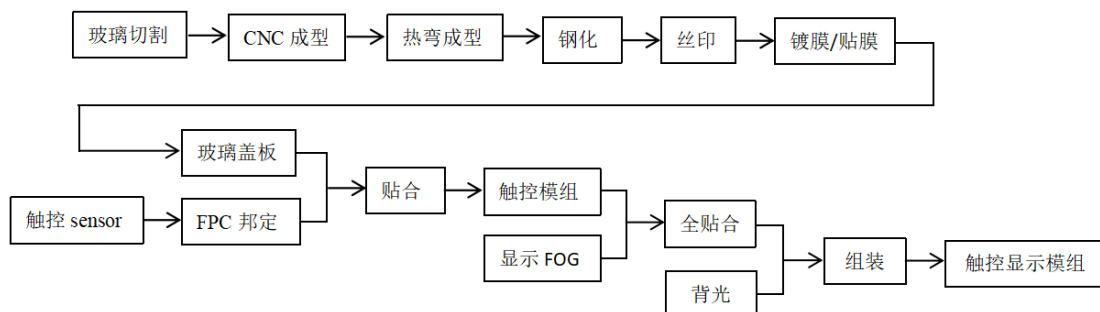 玻璃切割
CNC 成型
热弯成型
钢化
丝印
镀膜/贴膜
玻璃盖板
触控 sensor
FPC 邦定
贴合
触控模组
显示 FOG
全贴合
背光
组装
触控显示模组